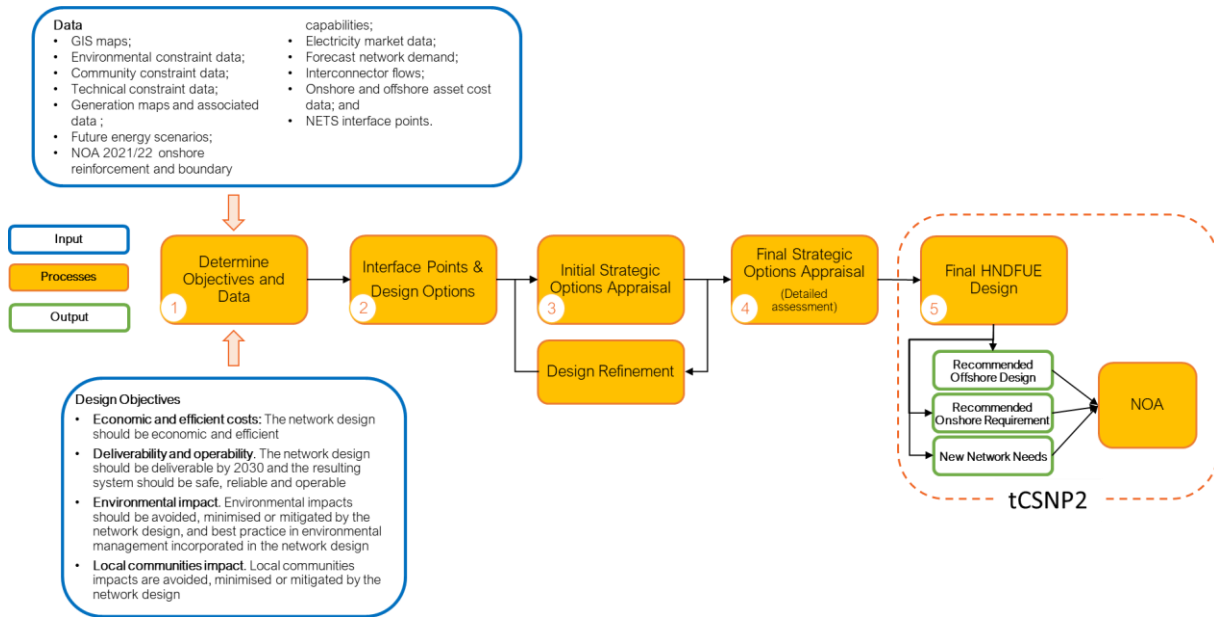 Data
• GIS maps;
• Environmental constraint data;
• Community constraint data;
• Technical constraint data;
• Generation maps and associated
data ;
• Future energy scenarios;
• NOA 2021/22 onshore
reinforcement and boundary
capabilities;
• Electricity market data;
• Forecast network demand;
• Interconnector flows;
• Onshore and offshore asset cost
data; and
• NETS interface points.
Input
Processes
Output
Determine
Objectives and
Data
1
Interface Points &
Design Options
2
Initial Strategic
Options Appraisal
3
Design Refinement
Final Strategic
Options Appraisal
(Detailed
assessment)
4
Final HNDFUE
Design
5
Recommended
Offshore Design
Recommended
Onshore Requirement
New Network Needs
NOA
tCSNP2
Design Objectives
• Economic and efficient costs: The network design
should be economic and efficient
• Deliverability and operability. The network design
should be deliverable by 2030 and the resulting
system should be safe, reliable and operable
• Environmental impact. Environmental impacts
should be avoided, minimised or mitigated by the
network design, and best practice in environmental
management incorporated in the network design
• Local communities impact. Local communities
impacts are avoided, minimised or mitigated by the
network design